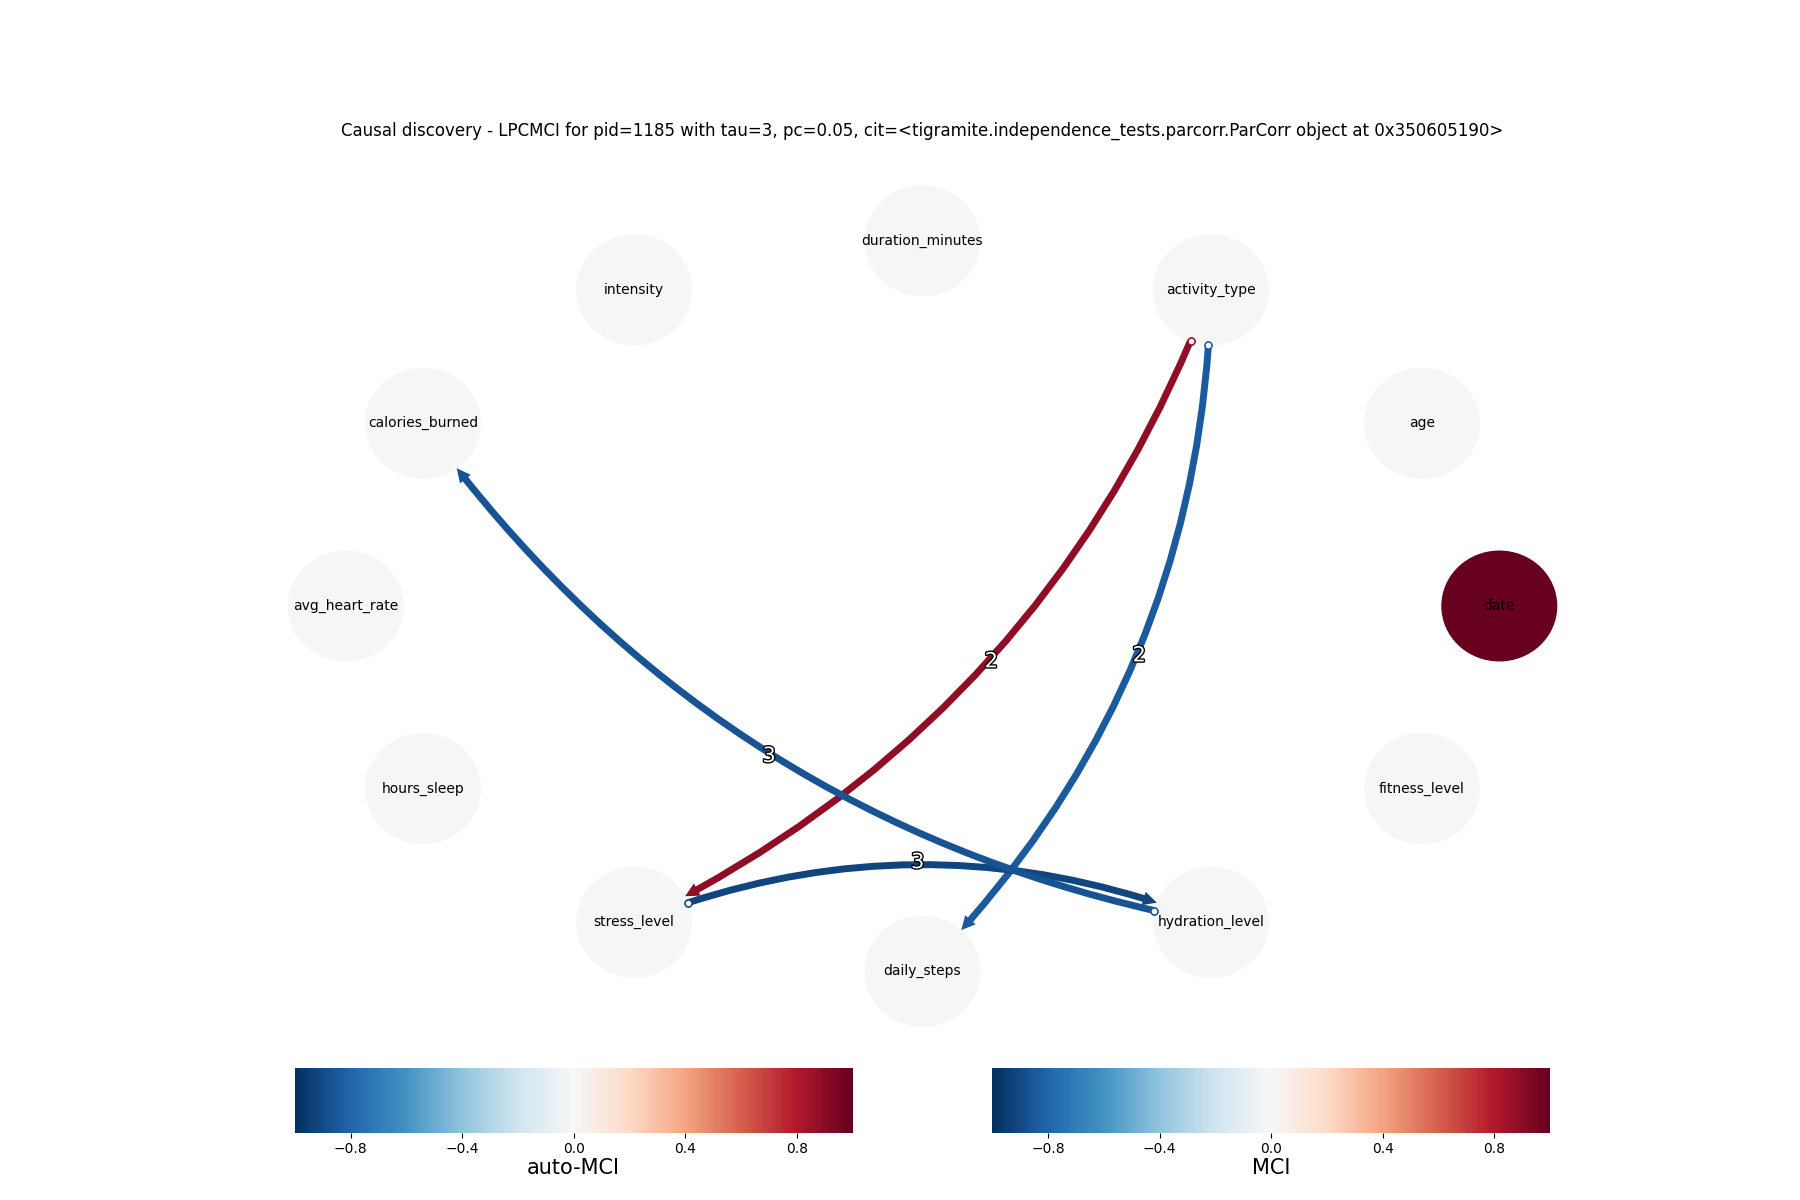 Causal discovery - LPCMCI for pid=1185 with tau=3, pc=0.05, cit=<tigramite.independence_tests.parcorr.ParCorr object at 0x350605190>
duration_minutes
intensity
activity_type
calories_burned
age
avg_heart_rate
date
2
2
3
hours_sleep
fitness_level
3
stress_level
hydration_level
daily_steps
−0.8 −0.4 0.0 0.4 0.8
auto-MCI
−0.8 −0.4 0.0 0.4 0.8
MCI